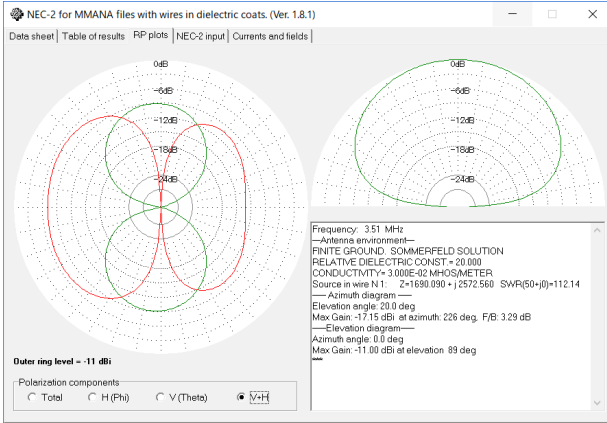 NEC-2 for MMANA files with wires in dielectric coats. (Ver. 1.8.1)
Data sheet Table of results RP plots NEC-2 input Currents and fields
0dB
-6dB
-12dB
-18dB
-24dB
0dB
-6dB
-12dB
-18dB
-24dB
Outer ring level = -11 dBi
Polarization components
Total H (Phi) V (Theta) V+H
Frequency: 3.51 MHz
---Antenna environment---
FINITE GROUND. SOMMERFELD SOLUTION
RELATIVE DIELECTRIC CONST.= 20.000
CONDUCTIVITY= 3.000E-02 MHOS/METER
Source in wire N 1: Z=1690.090 + j 2572.560 SWR(50+j0)=112.14
---- Azimuth diagram ----
Elevation angle: 20.0 deg
Max Gain: -17.15 dBi at azimuth: 226 deg, F/B: 3.29 dB
----Elevation diagram---
Azimuth angle: 0.0 deg
Max Gain: -11.00 dBi at elevation 89 deg
***